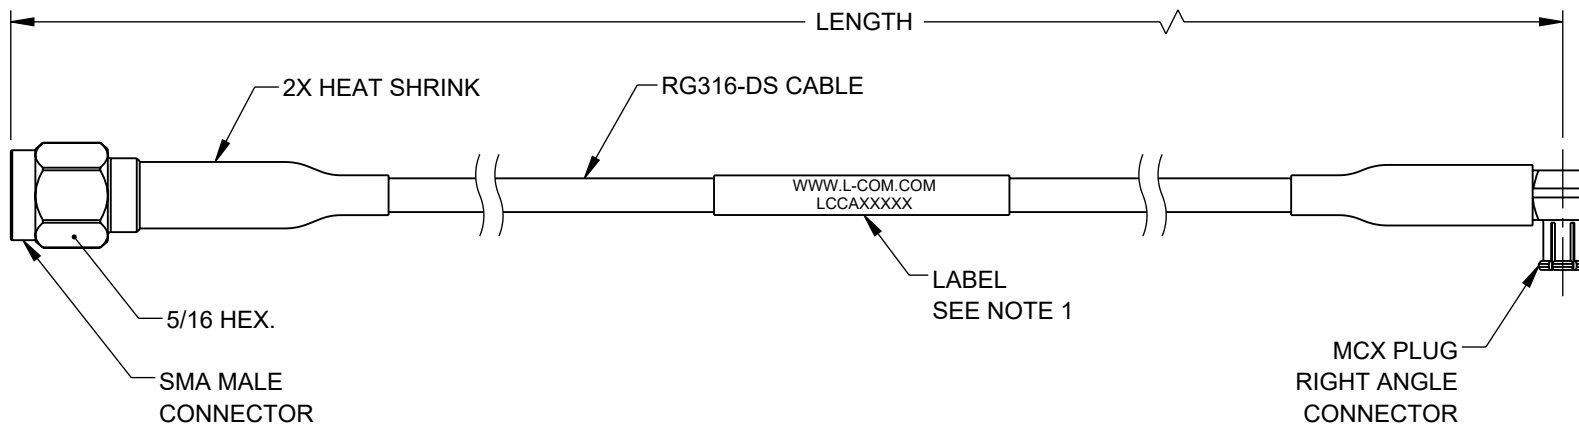 LENGTH
2X HEAT SHRINK
RG316-DS CABLE
WWW.L-COM.COM
LCCAXXXXX
LABEL
SEE NOTE 1
5/16 HEX.
SMA MALE
CONNECTOR
MCX PLUG
RIGHT ANGLE
CONNECTOR